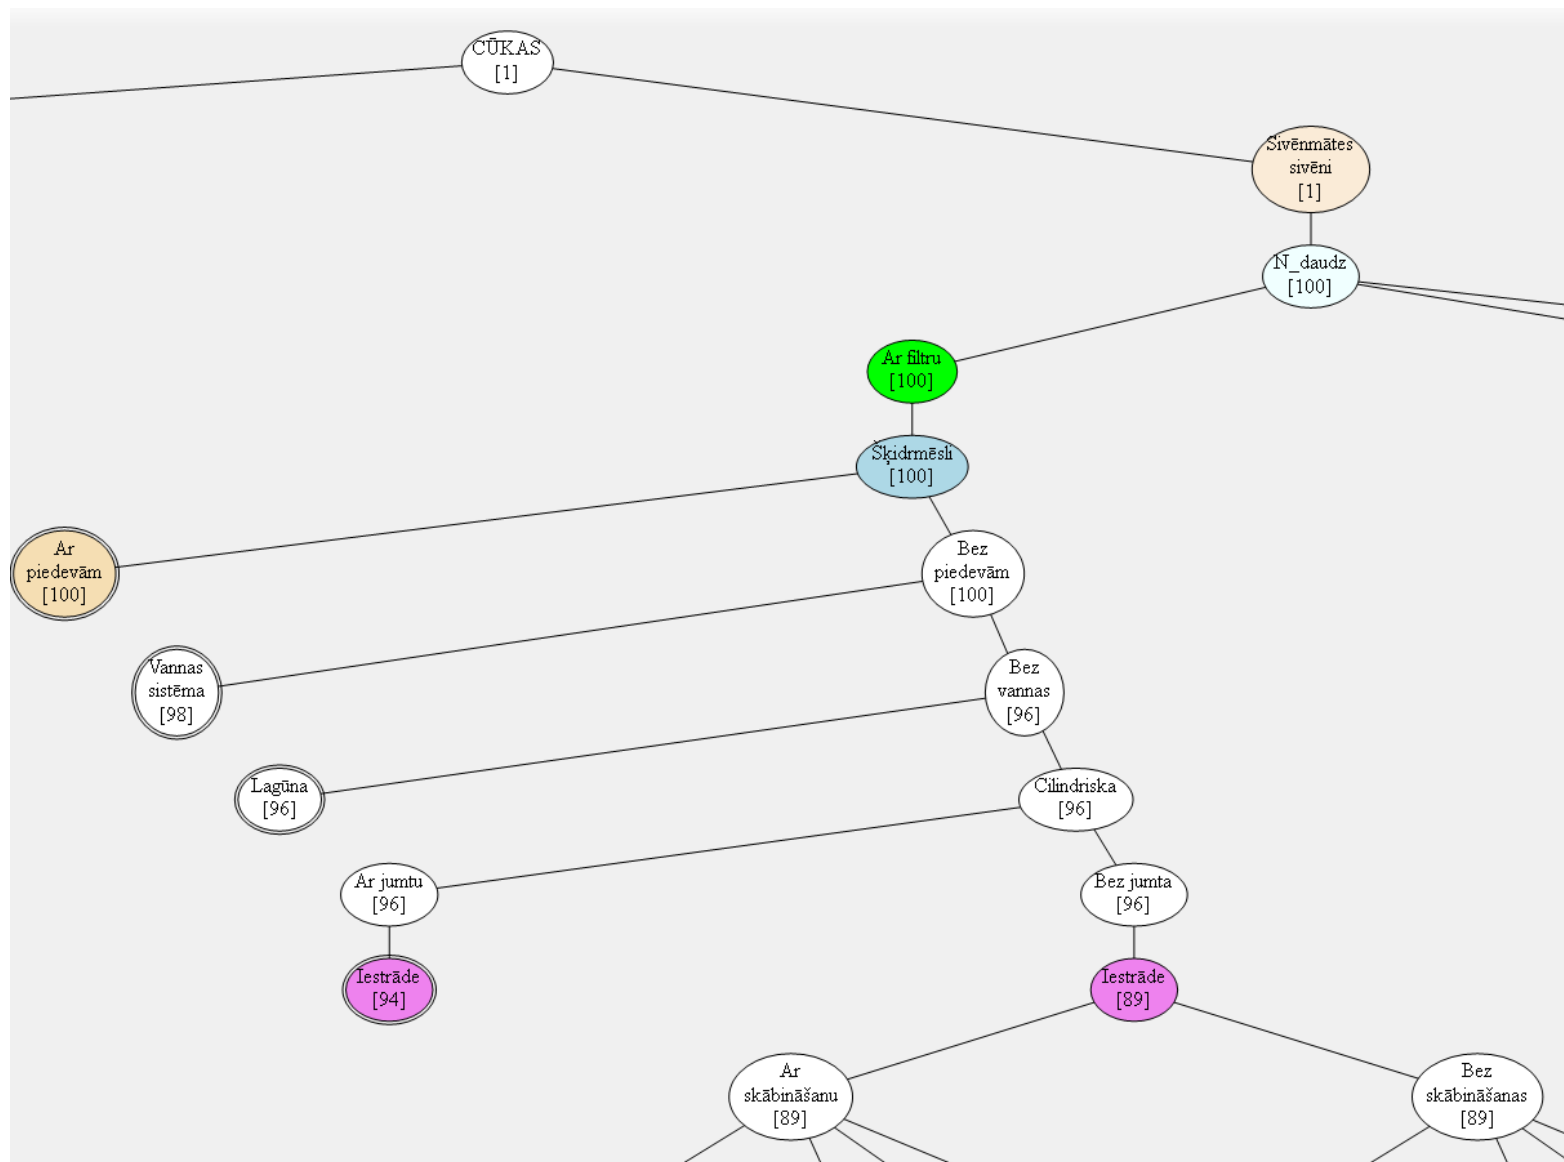 CŪKAS
[1]
Sivēnmātes
sivēni
[1]
N_daudz
[100]
Ar filtru
[100]
Šķidrmēsli
[100]
Ar
piedevām
[100]
Bez
piedevām
[100]
Vannas
sistēma
[98]
Bez
vannas
[96]
Lagūna
[96]
Cilindriska
[96]
Ar jumtu
[96]
Bez jumta
[96]
Iestrāde
[94]
Iestrāde
[89]
Ar
skābināšanu
[89]
Bez
skābināšanas
[89]